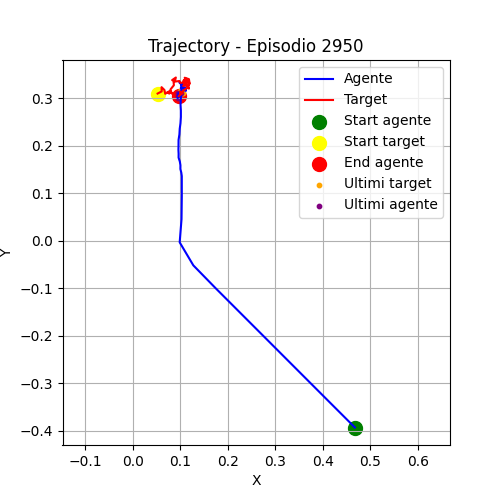 Trajectory - Episodio 2950
Agente
Target
Start agente
Start target
End agente
Ultimi target
Ultimi agente
0.3
0.2
0.1
0.0
−0.1
−0.2
−0.3
−0.4
Y
−0.1
0.0
0.1
0.2
0.3
0.4
0.5
0.6
X